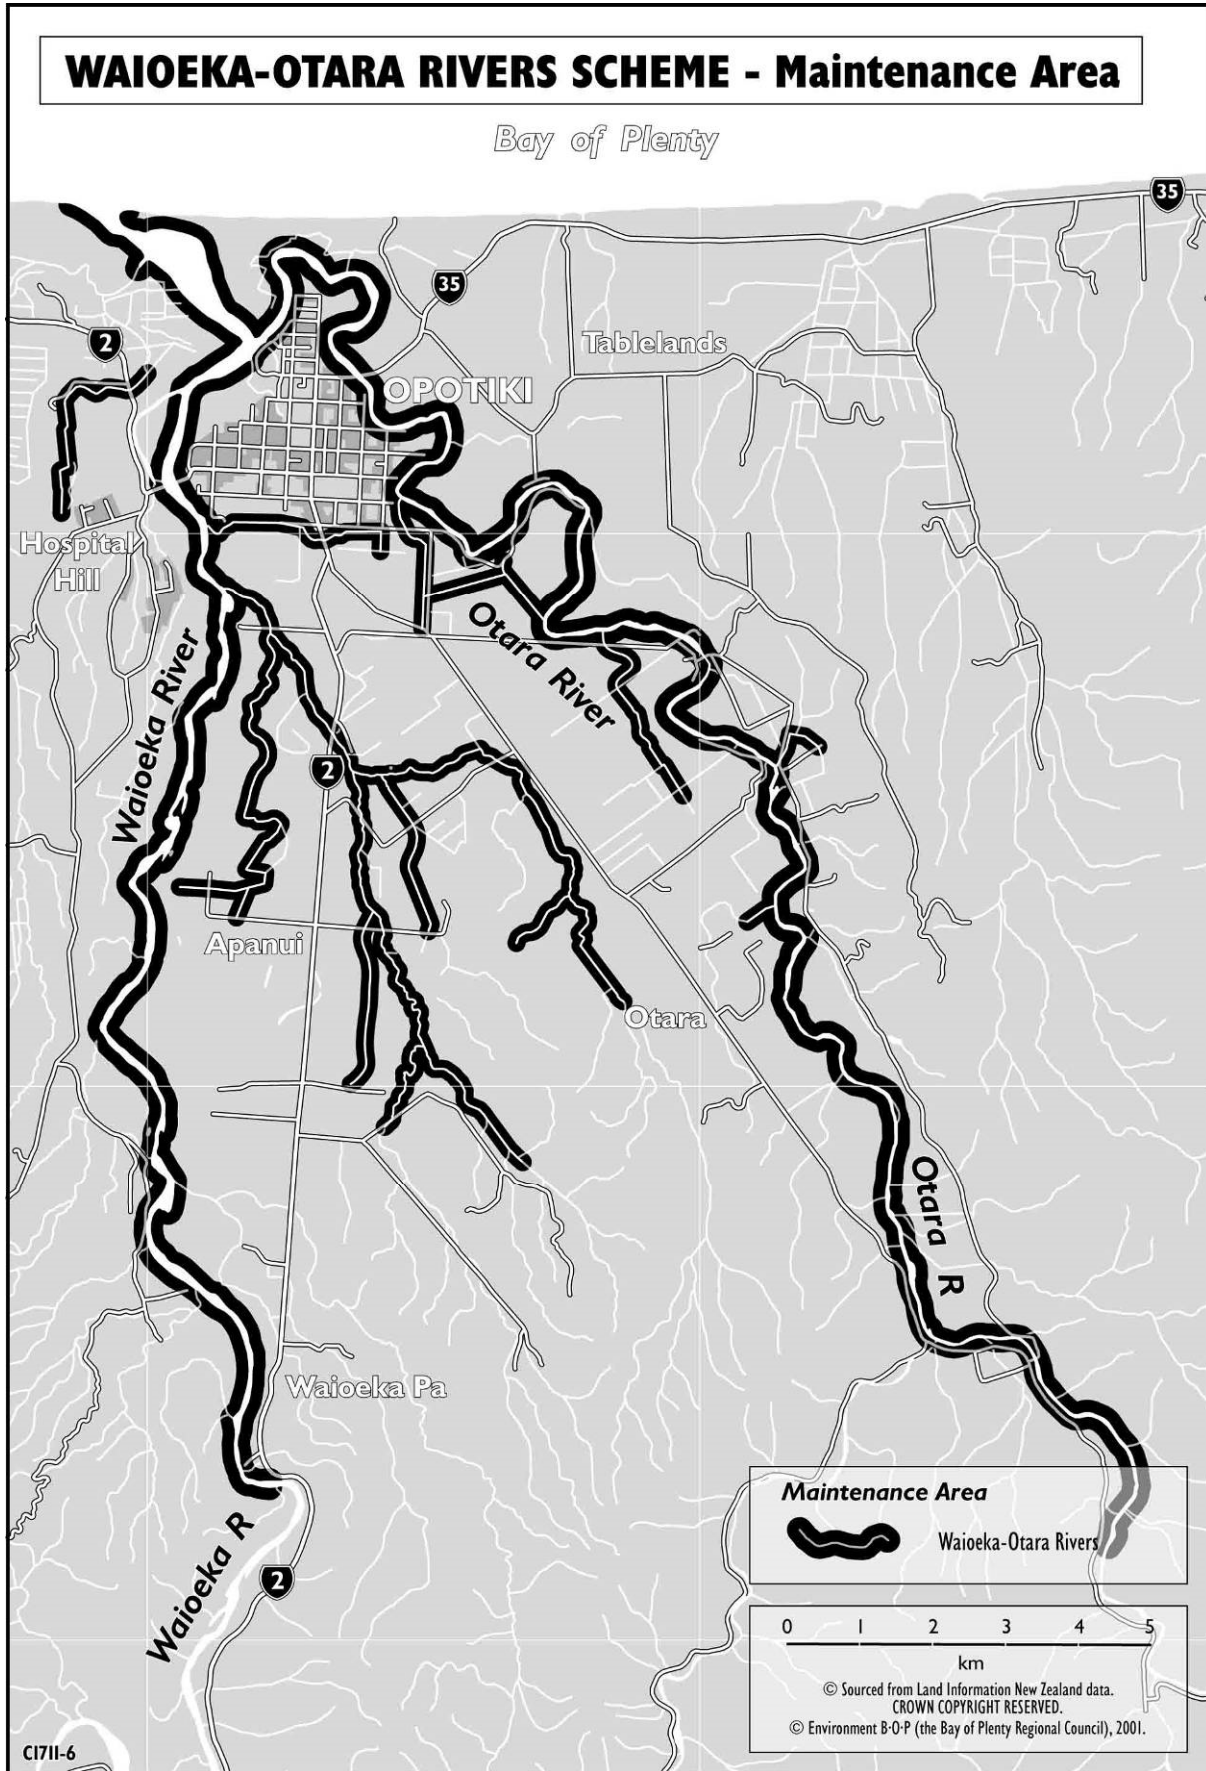 WAIOEKA-OTARA RIVERS SCHEME - Maintenance Area
Bay of Plenty
35
35
2
Tablelands
OPOTIKI
Hospital
Hill
Otara River
Waioeka River
2
Apanui
Otara
Otara R
Waioeka Pa
Waioeka R
2
Maintenance Area
Waioeka-Otara Rivers
0 1 2 3 4 5
km
© Sourced from Land Information New Zealand data.
CROWN COPYRIGHT RESERVED.
© Environment B·O·P (the Bay of Plenty Regional Council), 2001.
C1711-6